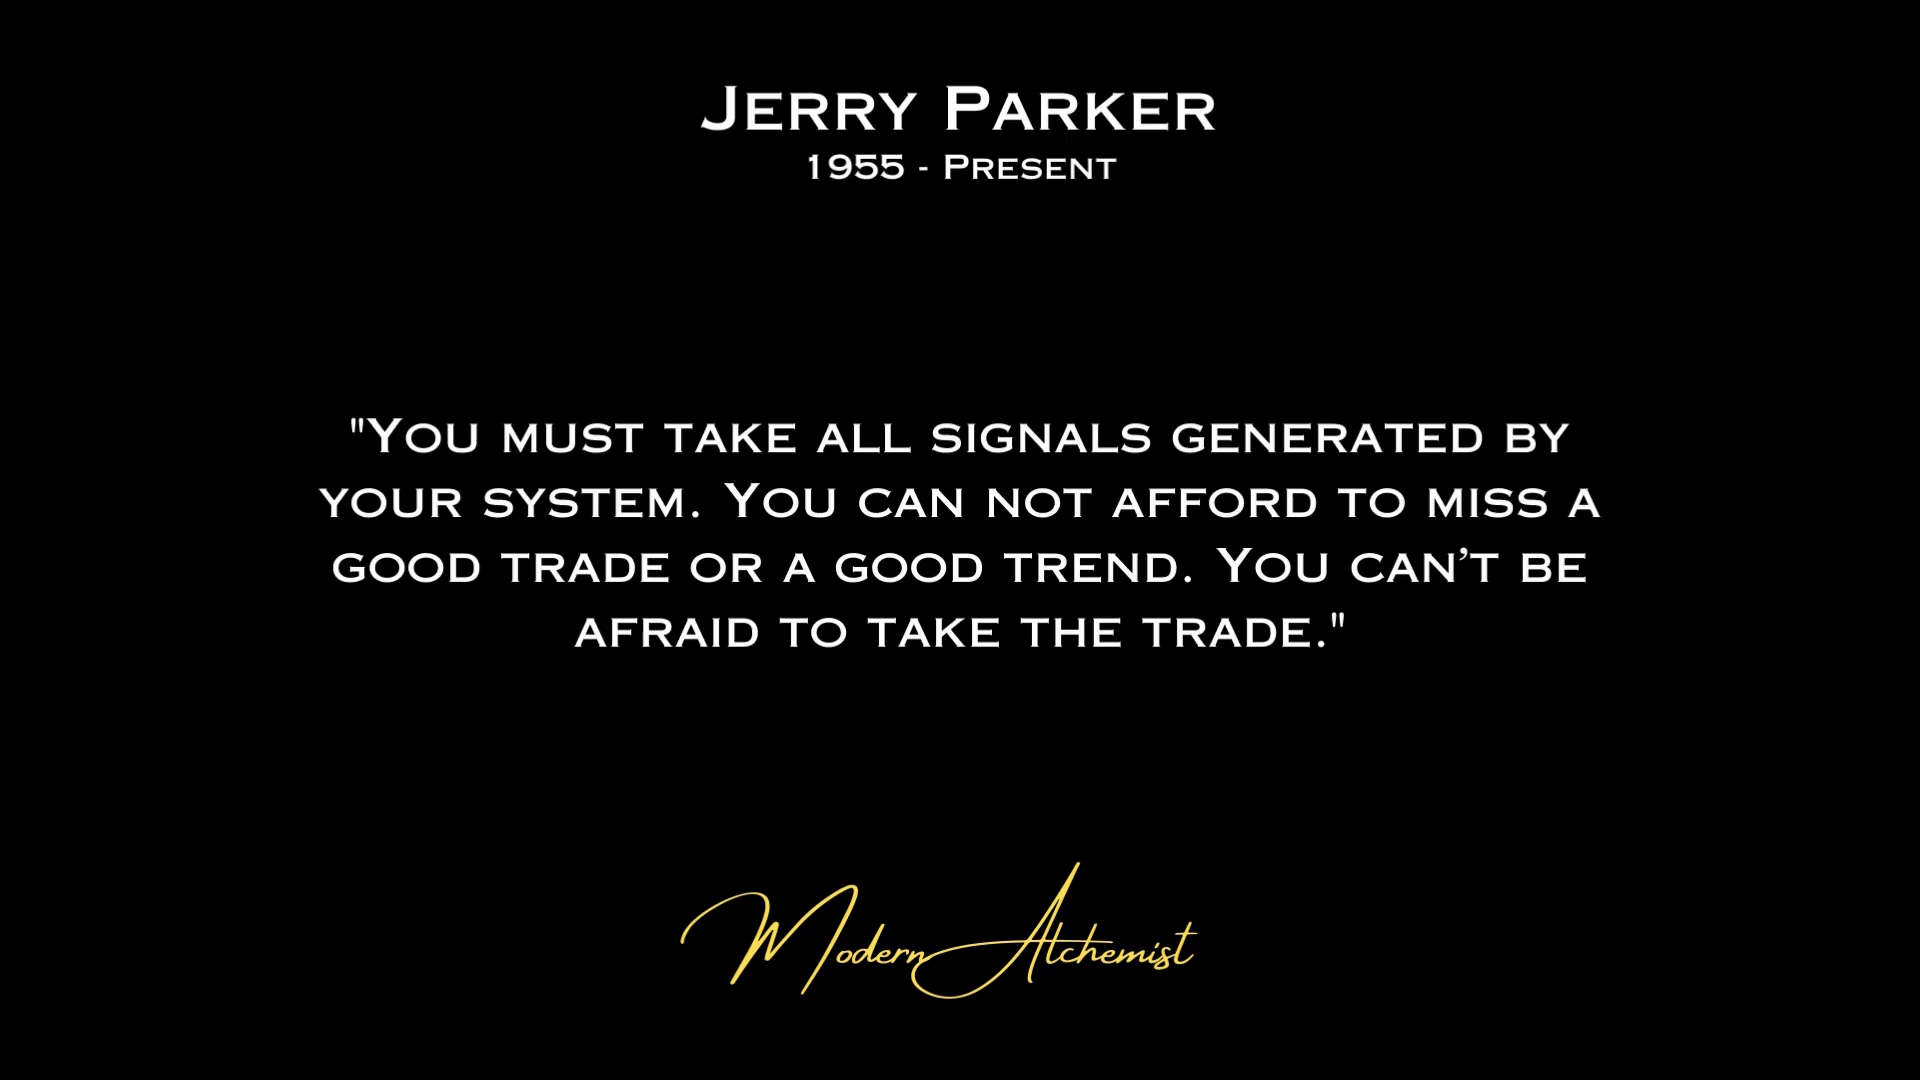 Jerry Parker
1955 - Present
"You must take all signals generated by
your system. You can not afford to miss a
good trade or a good trend. You can’t be
afraid to take the trade."
Modern Alchemist